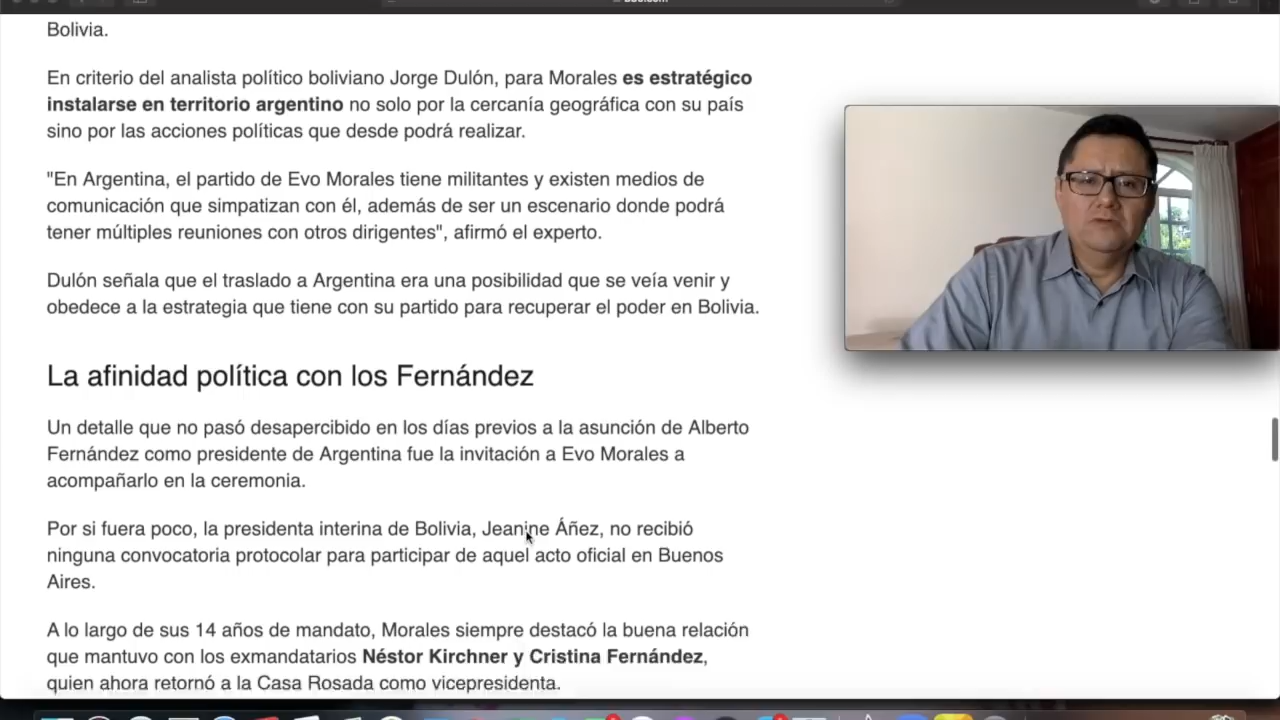 Bolivia.
En criterio del analista político boliviano Jorge Dulón, para Morales es estratégico
instalarse en territorio argentino no solo por la cercanía geográfica con su país
sino por las acciones políticas que desde podrá realizar.
"En Argentina, el partido de Evo Morales tiene militantes y existen medios de
comunicación que simpatizan con él, además de ser un escenario donde podrá
tener múltiples reuniones con otros dirigentes", afirmó el experto.
Dulón señala que el traslado a Argentina era una posibilidad que se veía venir y
obedece a la estrategia que tiene con su partido para recuperar el poder en Bolivia.
La afinidad política con los Fernández
Un detalle que no pasó desapercibido en los días previos a la asunción de Alberto
Fernández como presidente de Argentina fue la invitación a Evo Morales a
acompañarlo en la ceremonia.
Por si fuera poco, la presidenta interina de Bolivia, Jeanine Áñez, no recibió
ninguna convocatoria protocolar para participar de aquel acto oficial en Buenos
Aires.
A lo largo de sus 14 años de mandato, Morales siempre destacó la buena relación
que mantuvo con los exmandatarios Néstor Kirchner y Cristina Fernández,
quien ahora retornó a la Casa Rosada como vicepresidenta.